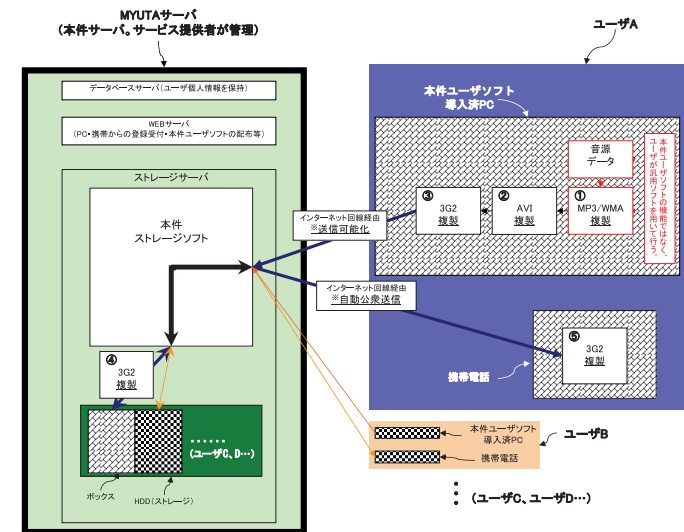 MYUTAサーバ
(本件サーバ。サービス提供者が管理)
データベースサーバ(ユーザ個人情報を保持)
WEBサーバ
(PC・携帯からの登録受付・本件ユーザソフトの配布等)
ストレージサーバ
本件
ストレージソフト
④
3G2
複製
……
(ユーザC、D…)
ボックス
HDD(ストレージ)
インターネット回線経由
※送信可能化
インターネット回線経由
※自動公衆送信
ユーザA
本件ユーザソフト
導入済PC
音源
データ
①
MP3/WMA
複製
②
AVI
複製
③
3G2
複製
本件ユーザソフトの機能ではなく、
ユーザが汎用ソフトを用いて行う。
⑤
3G2
複製
携帯電話
本件ユーザソフト
導入済PC
携帯電話
ユーザB
(ユーザC、ユーザD…)